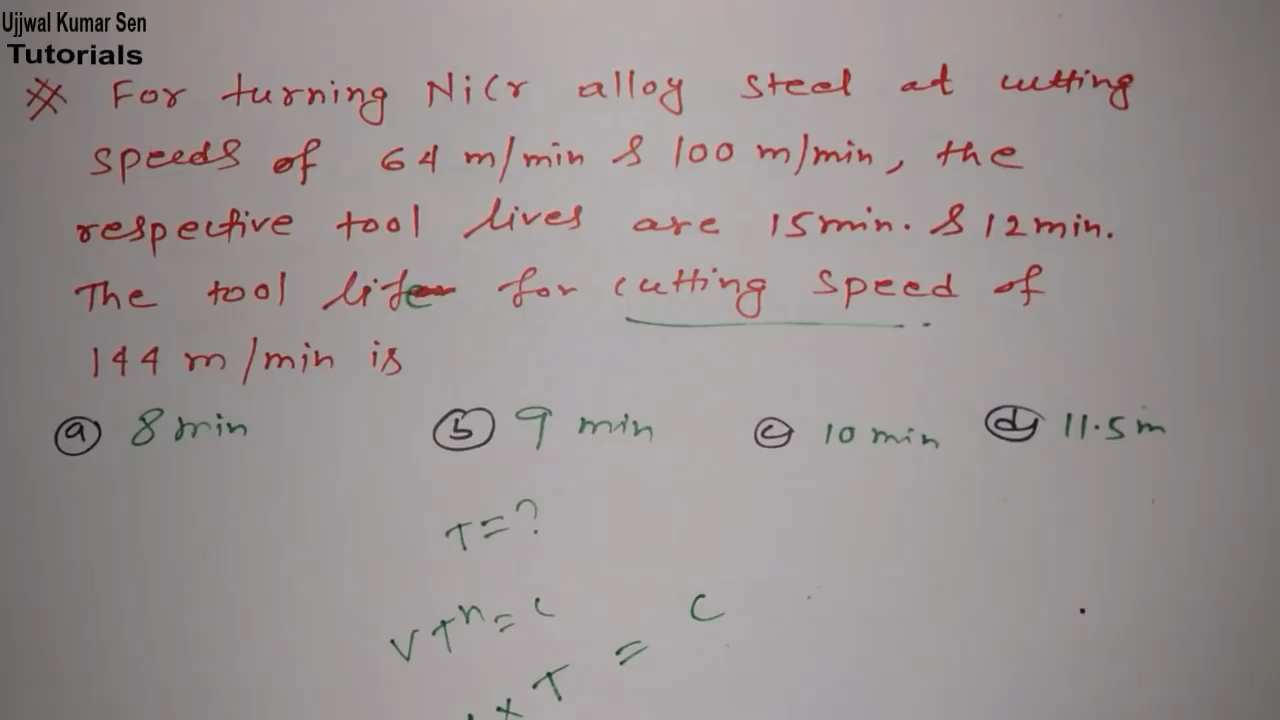 Ujjwal Kumar Sen
Tutorials
※ For turning NiCr alloy steel at cutting
speeds of 64 m/min & 100 m/min, the
respective tool lives are 15min. & 12min.
The tool life for cutting speed of
144 m/min is
(a) 8 min (b) 9 min (c) 10 min (d) 11.5 m
T=?
VT^n = c
x T = C